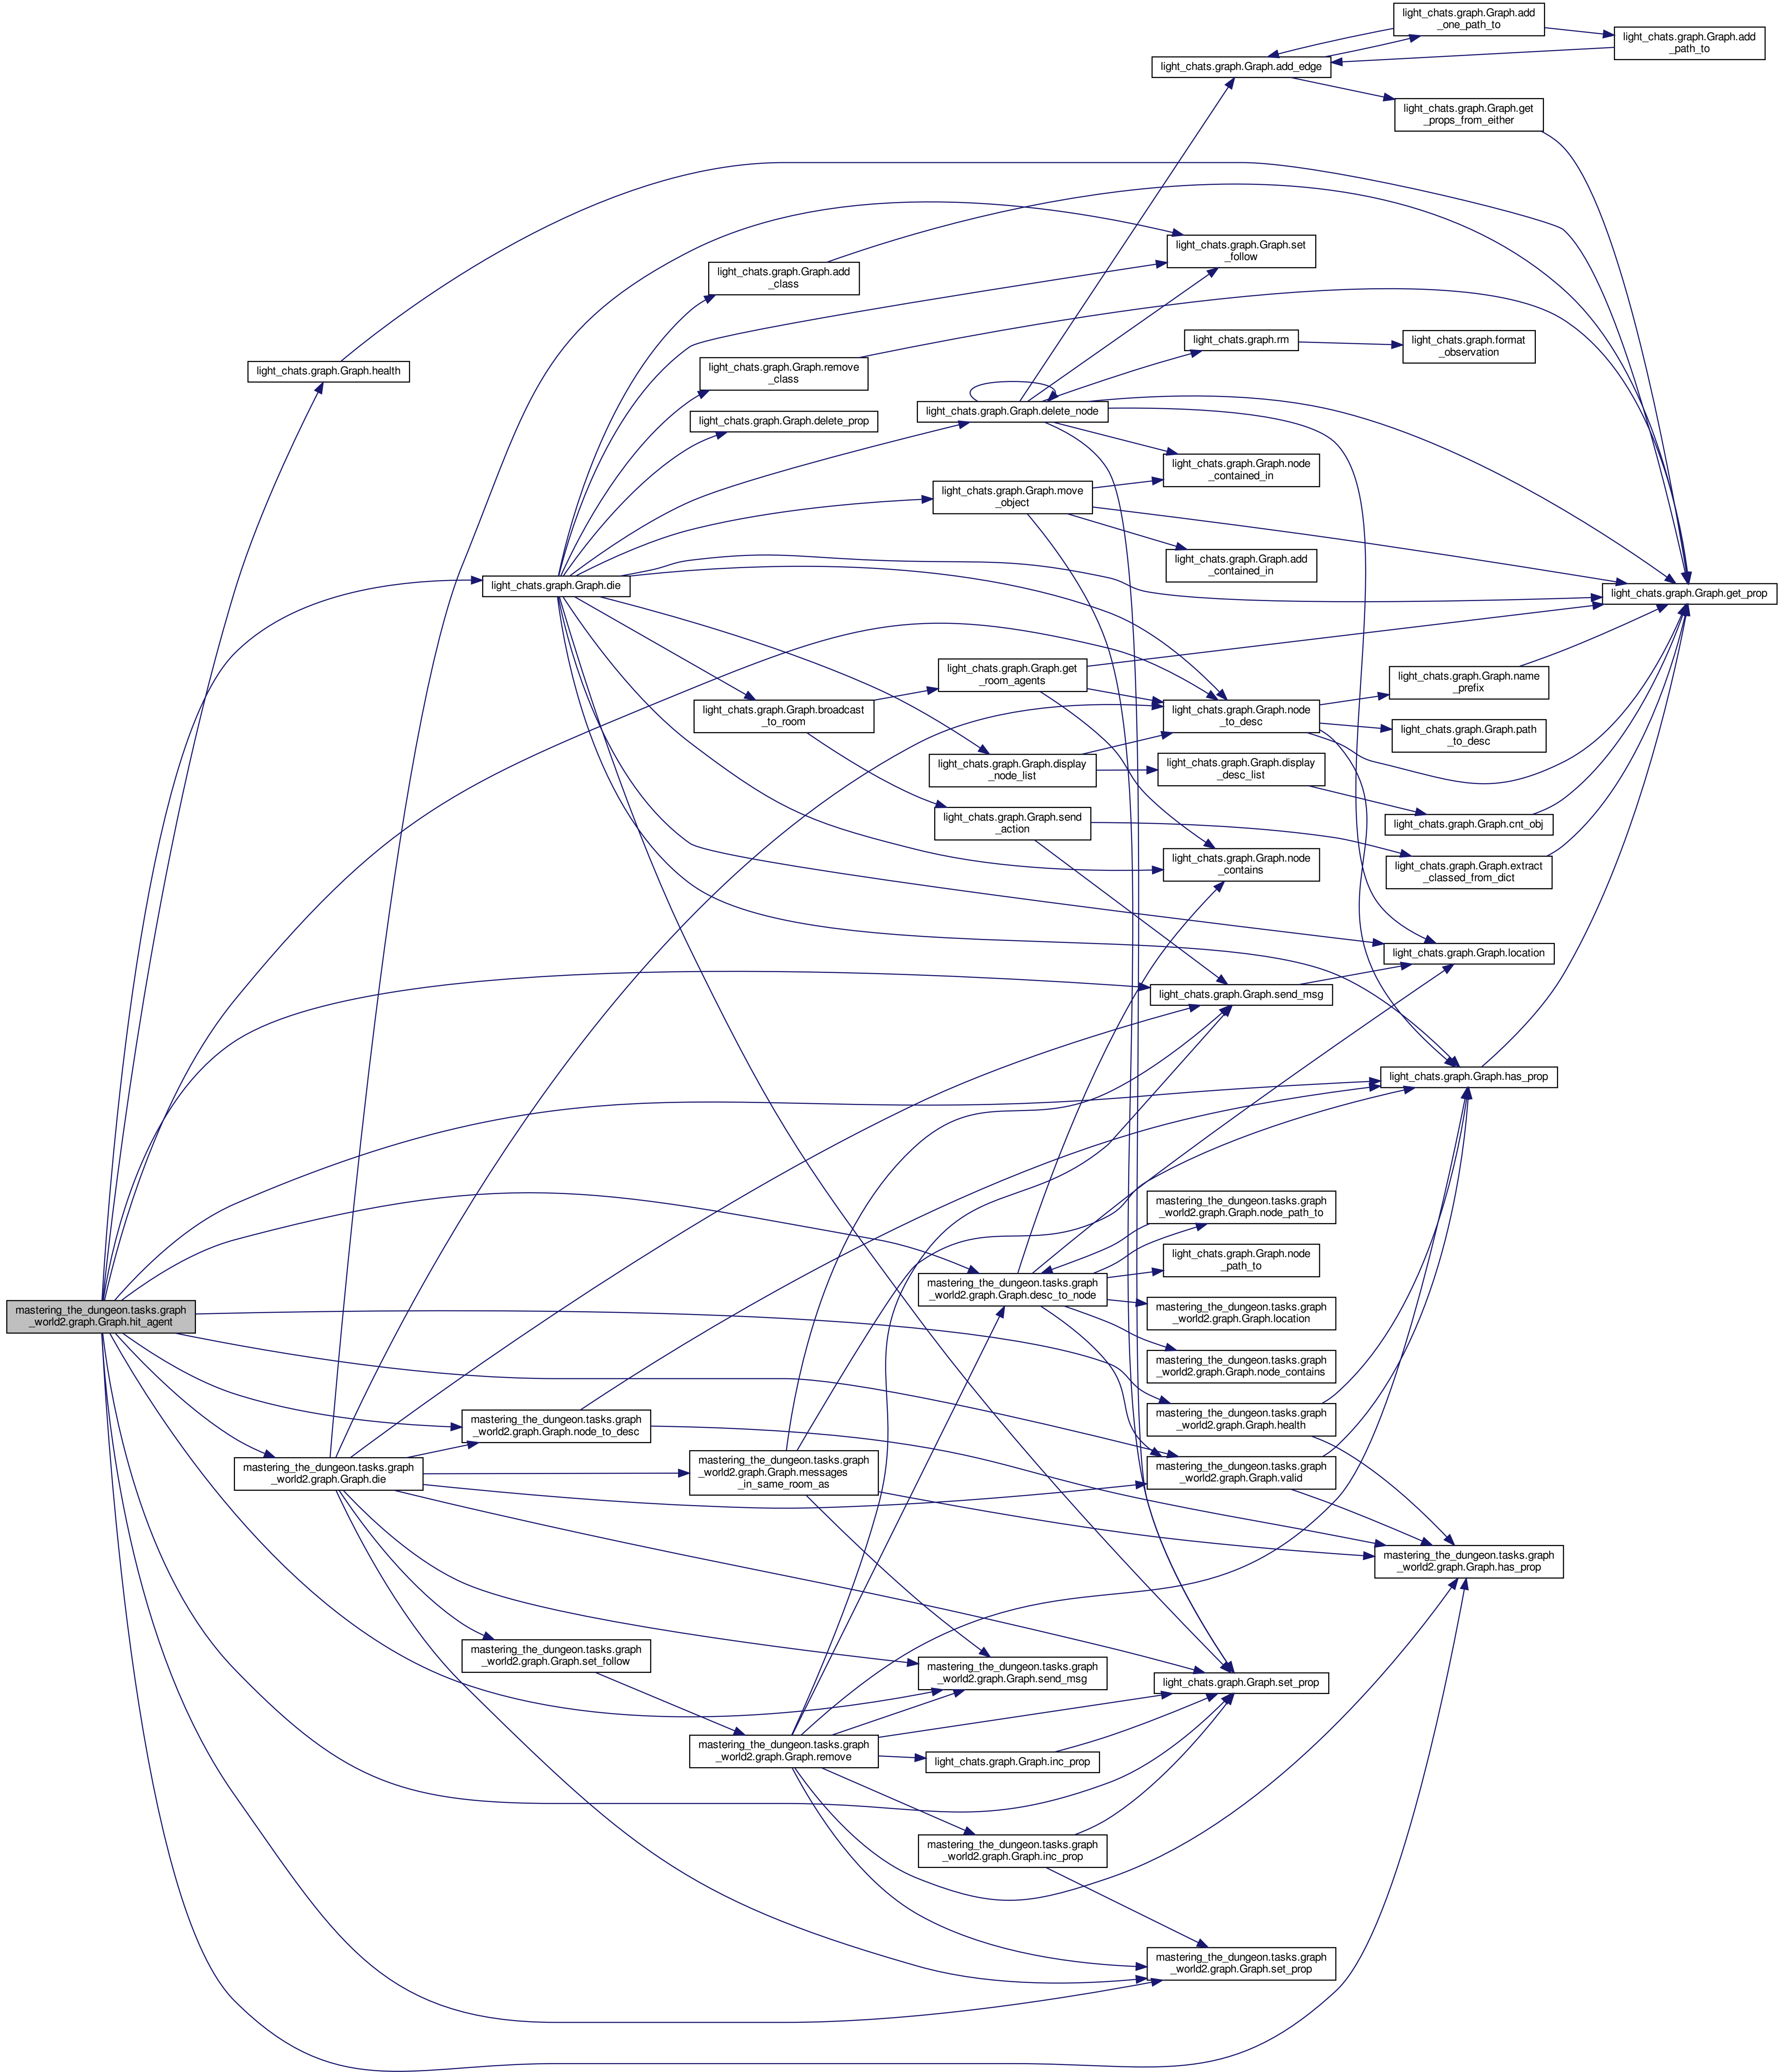 light_chats.graph.Graph.add
_one_path_to
light_chats.graph.Graph.add
_path_to
light_chats.graph.Graph.add_edge
light_chats.graph.Graph.get
_props_from_either
light_chats.graph.Graph.set
_follow
light_chats.graph.Graph.add
_class
light_chats.graph.rm
light_chats.graph.format
_observation
light_chats.graph.Graph.health
light_chats.graph.Graph.remove
_class
light_chats.graph.Graph.delete_node
light_chats.graph.Graph.delete_prop
light_chats.graph.Graph.node
_contained_in
light_chats.graph.Graph.move
_object
light_chats.graph.Graph.add
_contained_in
light_chats.graph.Graph.die
light_chats.graph.Graph.get_prop
light_chats.graph.Graph.get
_room_agents
light_chats.graph.Graph.name
_prefix
light_chats.graph.Graph.broadcast
_to_room
light_chats.graph.Graph.node
_to_desc
light_chats.graph.Graph.path
_to_desc
light_chats.graph.Graph.display
_node_list
light_chats.graph.Graph.display
_desc_list
light_chats.graph.Graph.send
_action
light_chats.graph.Graph.cnt_obj
light_chats.graph.Graph.node
_contains
light_chats.graph.Graph.extract
_classed_from_dict
light_chats.graph.Graph.location
light_chats.graph.Graph.send_msg
light_chats.graph.Graph.has_prop
mastering_the_dungeon.tasks.graph
_world2.graph.Graph.node_path_to
light_chats.graph.Graph.node
_path_to
mastering_the_dungeon.tasks.graph
_world2.graph.Graph.desc_to_node
mastering_the_dungeon.tasks.graph
_world2.graph.Graph.location
mastering_the_dungeon.tasks.graph
_world2.graph.Graph.hit_agent
mastering_the_dungeon.tasks.graph
_world2.graph.Graph.node_contains
mastering_the_dungeon.tasks.graph
_world2.graph.Graph.health
mastering_the_dungeon.tasks.graph
_world2.graph.Graph.node_to_desc
mastering_the_dungeon.tasks.graph
_world2.graph.Graph.die
mastering_the_dungeon.tasks.graph
_world2.graph.Graph.messages
_in_same_room_as
mastering_the_dungeon.tasks.graph
_world2.graph.Graph.valid
mastering_the_dungeon.tasks.graph
_world2.graph.Graph.has_prop
mastering_the_dungeon.tasks.graph
_world2.graph.Graph.set_follow
mastering_the_dungeon.tasks.graph
_world2.graph.Graph.send_msg
light_chats.graph.Graph.set_prop
mastering_the_dungeon.tasks.graph
_world2.graph.Graph.remove
light_chats.graph.Graph.inc_prop
mastering_the_dungeon.tasks.graph
_world2.graph.Graph.inc_prop
mastering_the_dungeon.tasks.graph
_world2.graph.Graph.set_prop